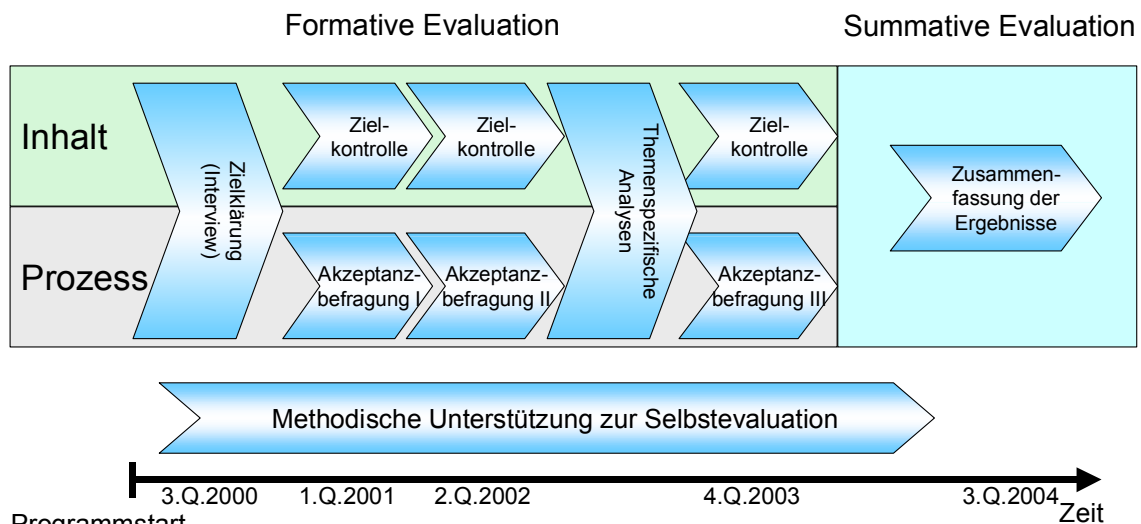 Formative Evaluation
Summative Evaluation
Inhalt
Prozess
Zielklärung
(Interview)
Ziel-
kontrolle
Ziel-
kontrolle
Themenspezifische
Analysen
Ziel-
kontrolle
Akzeptanz-
befragung I
Akzeptanz-
befragung II
Akzeptanz-
befragung III
Zusammen-
fassung der
Ergebnisse
Methodische Unterstützung zur Selbstevaluation
3.Q.2000
1.Q.2001
2.Q.2002
4.Q.2003
3.Q.2004
Zeit
Programmstart